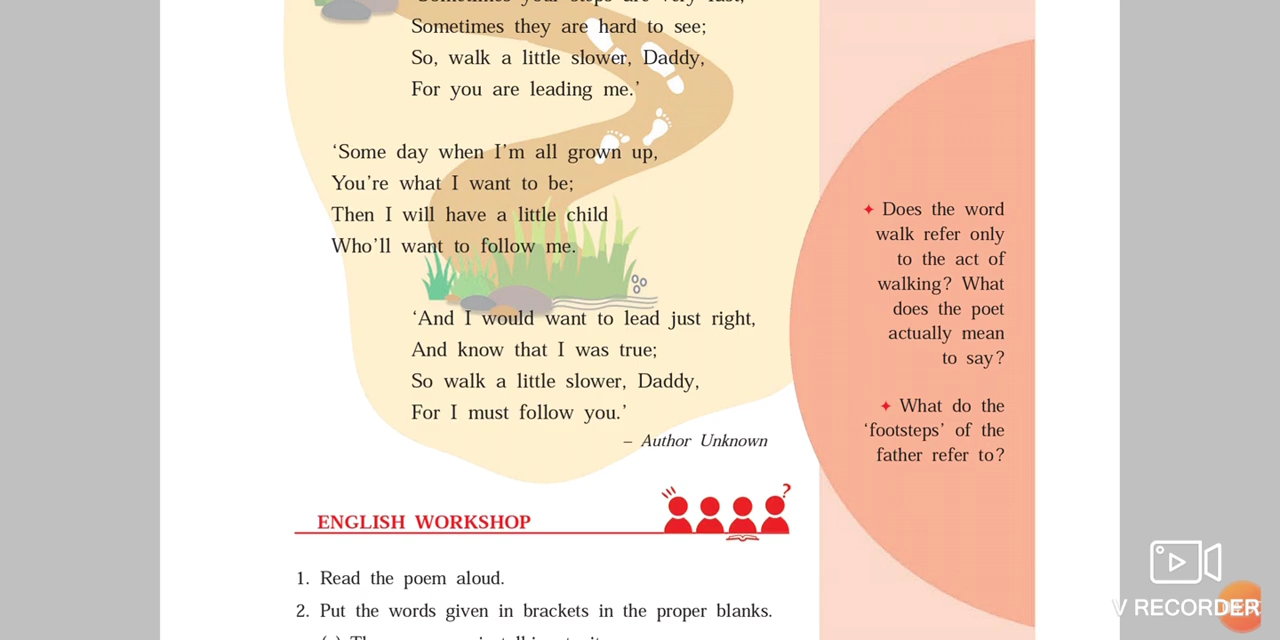 Sometimes they are hard to see;
So, walk a little slower, Daddy,
For you are leading me.'
'Some day when I'm all grown up,
You're what I want to be;
Then I will have a little child
Who'll want to follow me.
'And I would want to lead just right,
And know that I was true;
So walk a little slower, Daddy,
For I must follow you.'
– Author Unknown
✦ Does the word
walk refer only
to the act of
walking? What
does the poet
actually mean
to say?
✦ What do the
'footsteps' of the
father refer to?
ENGLISH WORKSHOP
1. Read the poem aloud.
2. Put the words given in brackets in the proper blanks.
V RECORDER